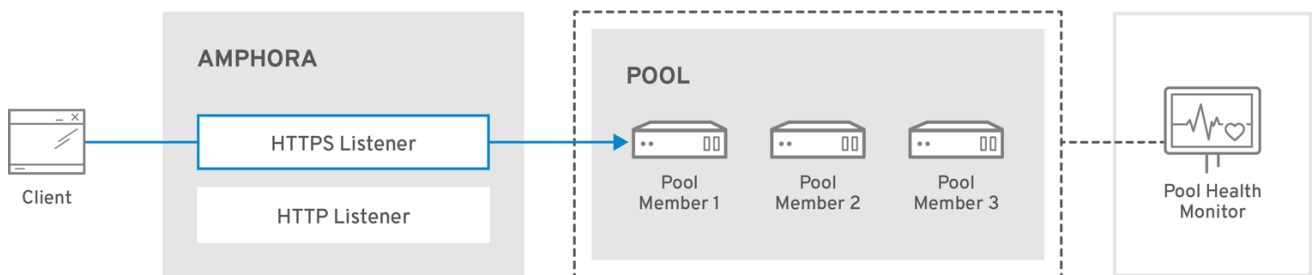 AMPHORA
HTTPS Listener
HTTP Listener
Client
POOL
Pool
Member 1
Pool
Member 2
Pool
Member 3
Pool Health
Monitor